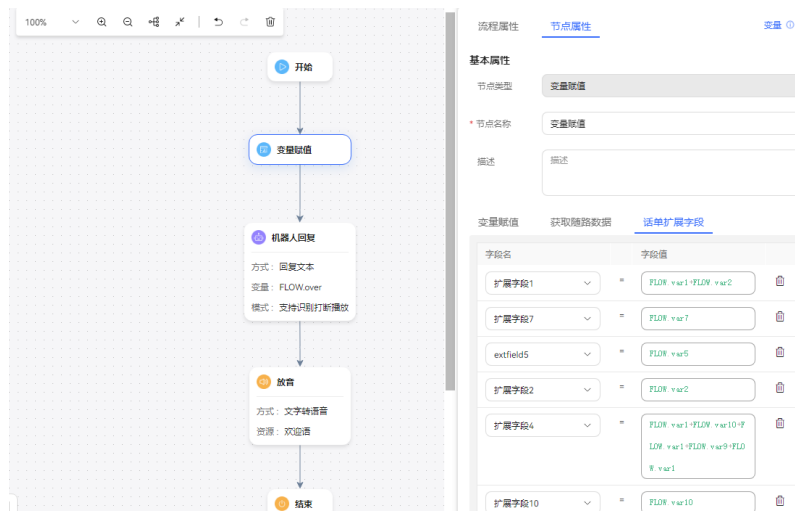 100%
开始
变量赋值
机器人回复
方式： 回复文本
变量： FLOW.over
模式： 支持识别打断播放
放音
方式： 文字转语音
资源： 欢迎语
结束
流程属性 节点属性 变量
基本属性
节点类型 变量赋值
* 节点名称 变量赋值
描述 描述
变量赋值 获取随路数据 话单扩展字段
字段名 字段值
扩展字段1 = FLOW.var1+FLOW.var2
扩展字段7 = FLOW.var7
extfield5 = FLOW.var5
扩展字段2 = FLOW.var2
扩展字段4 = FLOW.var1+FLOW.var10+F
LOW.var1+FLOW.var9+FLO
W.var1
扩展字段10 = FLOW.var10